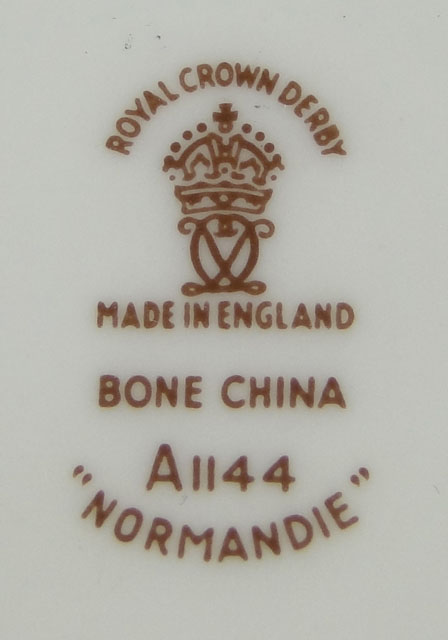 ROYAL CROWN DERBY
MADE IN ENGLAND
BONE CHINA
A1144
"NORMANDIE"